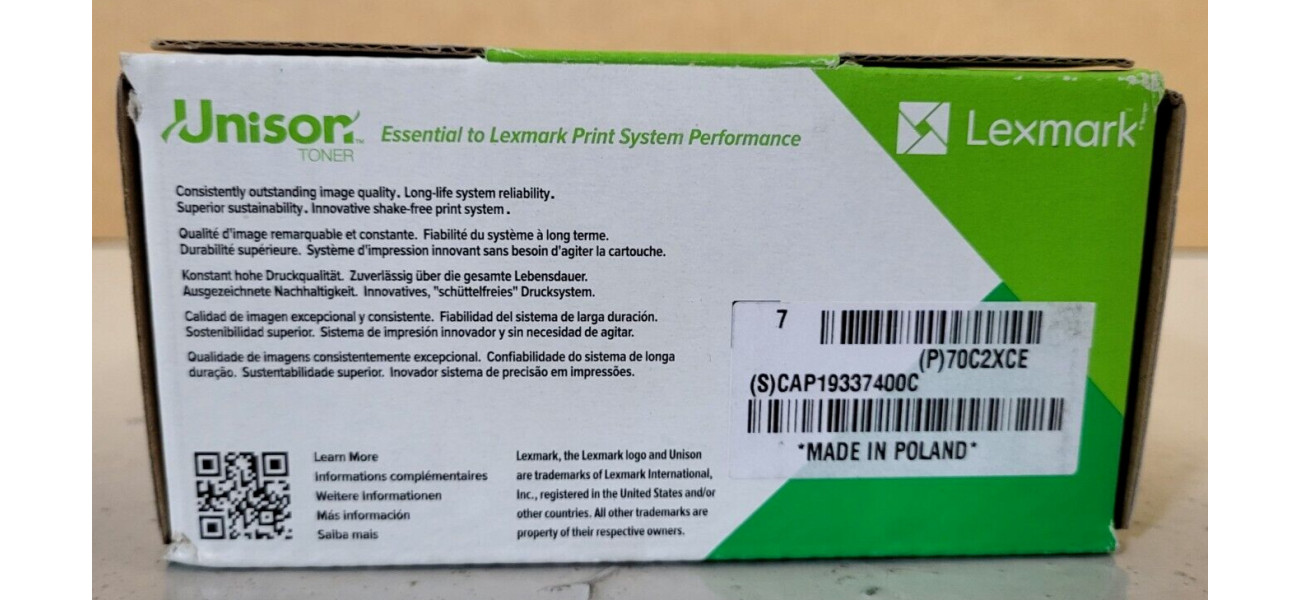 Unison™
TONER
Essential to Lexmark Print System Performance
Lexmark
Consistently outstanding image quality. Long-life system reliability.
Superior sustainability. Innovative shake-free print system.
Qualité d'image remarquable et constante. Fiabilité du système à long terme.
Durabilité supérieure. Système d'impression innovant sans besoin d'agiter la cartouche.
Konstant hohe Druckqualität. Zuverlässig über die gesamte Lebensdauer.
Ausgezeichnete Nachhaltigkeit. Innovatives, "schüttelfreies" Drucksystem.
Calidad de imagen excepcional y consistente. Fiabilidad del sistema de larga duración.
Sostenibilidad superior. Sistema de impresión innovador y sin necesidad de agitar.
Qualidade de imagens consistentemente excepcional. Confiabilidade do sistema de longa
duração. Sustentabilidade superior. Inovador sistema de precisão em impressões.
7
(P)70C2XCE
(S)CAP19337400C
*MADE IN POLAND*
Learn More
Informations complémentaires
Weitere Informationen
Más información
Saiba mais
Lexmark, the Lexmark logo and Unison
are trademarks of Lexmark International,
Inc., registered in the United States and/or
other countries. All other trademarks are
property of their respective owners.